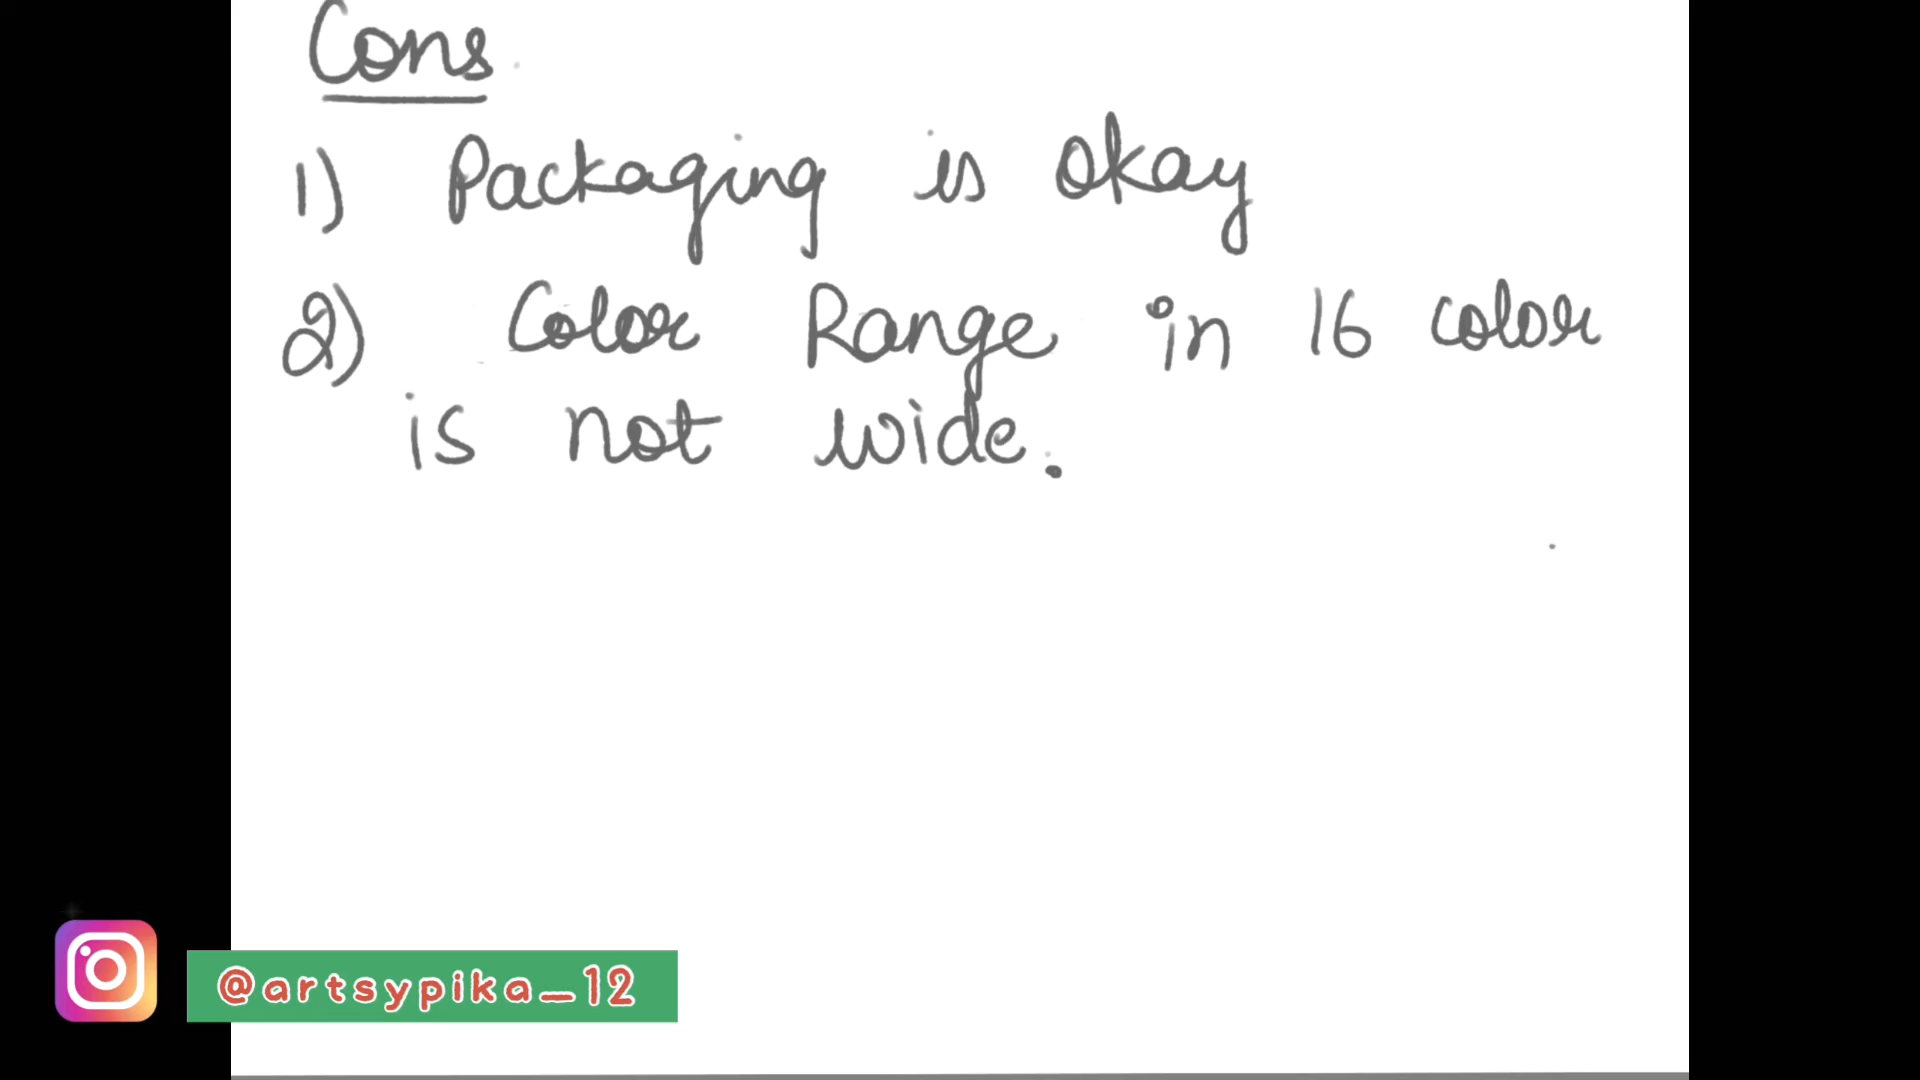 Cons
1) Packaging is okay
2) Color Range in 16 color
is not wide.
@artsypika_12